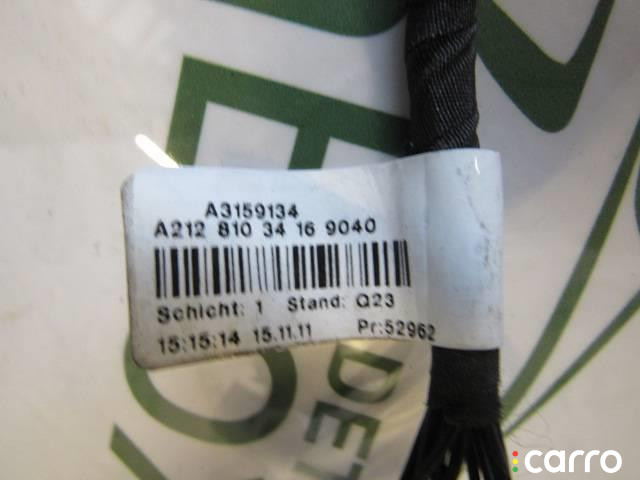 A3159134
A212 810 34 16 9040
Schicht: 1 Stand: Q23
15:15:14 15.11.11 Pr:52962
DET
carro